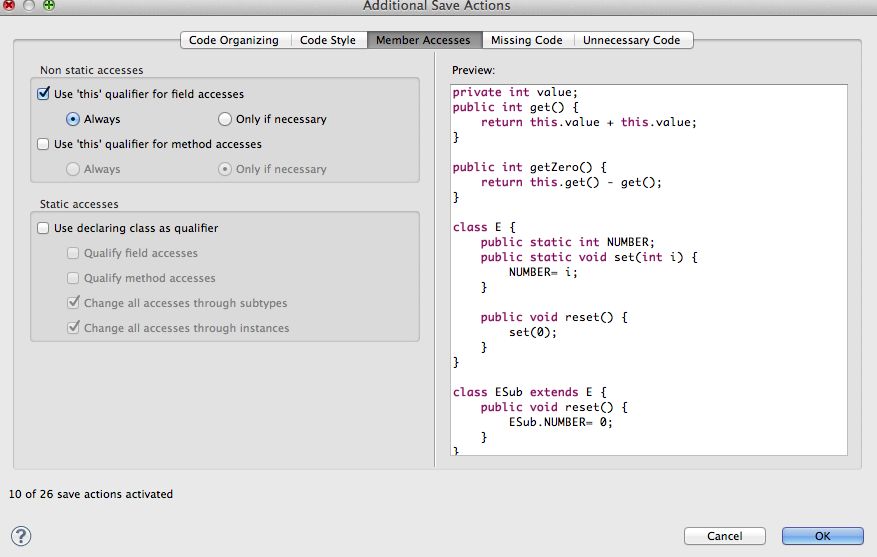 Additional Save Actions
Code Organizing Code Style Member Accesses Missing Code Unnecessary Code
Non static accesses
Use 'this' qualifier for field accesses
Always Only if necessary
Use 'this' qualifier for method accesses
Always Only if necessary
Static accesses
Use declaring class as qualifier
Qualify field accesses
Qualify method accesses
Change all accesses through subtypes
Change all accesses through instances
Preview:
private int value;
public int get() {
    return this.value + this.value;
}

public int getZero() {
    return this.get() - get();
}

class E {
    public static int NUMBER;
    public static void set(int i) {
        NUMBER= i;
    }

    public void reset() {
        set(0);
    }
}

class ESub extends E {
    public void reset() {
        ESub.NUMBER= 0;
    }
}
10 of 26 save actions activated
? Cancel OK